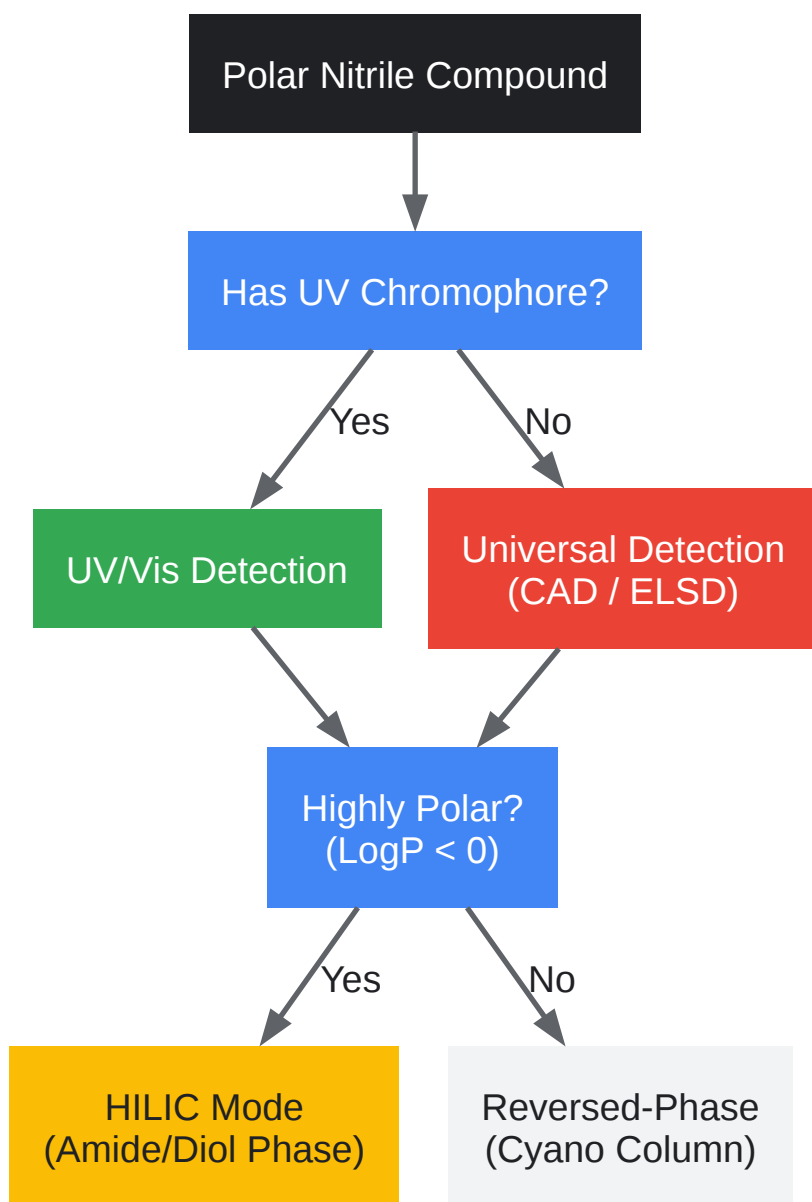 Polar Nitrile Compound
Has UV Chromophore?
Yes
No
UV/Vis Detection
Universal Detection
(CAD / ELSD)
Highly Polar?
(LogP < 0)
Yes
No
HILIC Mode
(Amide/Diol Phase)
Reversed-Phase
(Cyano Column)